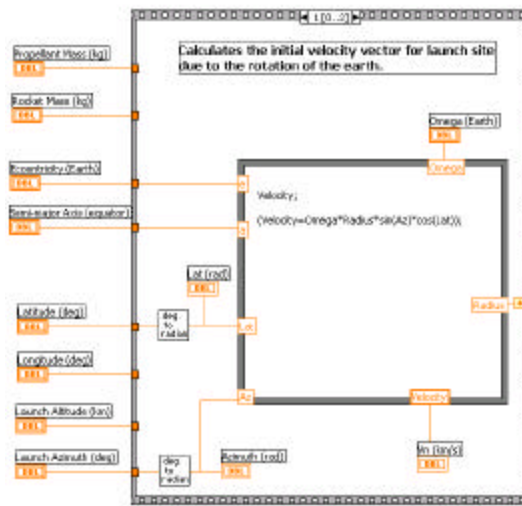 1 [0..2]
Calculates the initial velocity vector for launch site
due to the rotation of the earth.
Propellant Mass (kg)
DBL
Rocket Mass (kg)
DBL
Omega (Earth)
DBL
Omega
Eccentricity (Earth)
DBL
e
Velocity;
Semi-major Axis (equator)
DBL
a
(Velocity=Omega*Radius*sin(Az)*cos(Lat));
Lat (rad)
DBL
Radius
Latitude (deg)
DBL
deg
to
radian
Lat
Longitude (deg)
DBL
Az
Velocity
Launch Altitude (km)
DBL
Launch Azimuth (deg)
DBL
deg
to
radian
Azimuth (rad)
DBL
(km/s)
DBL